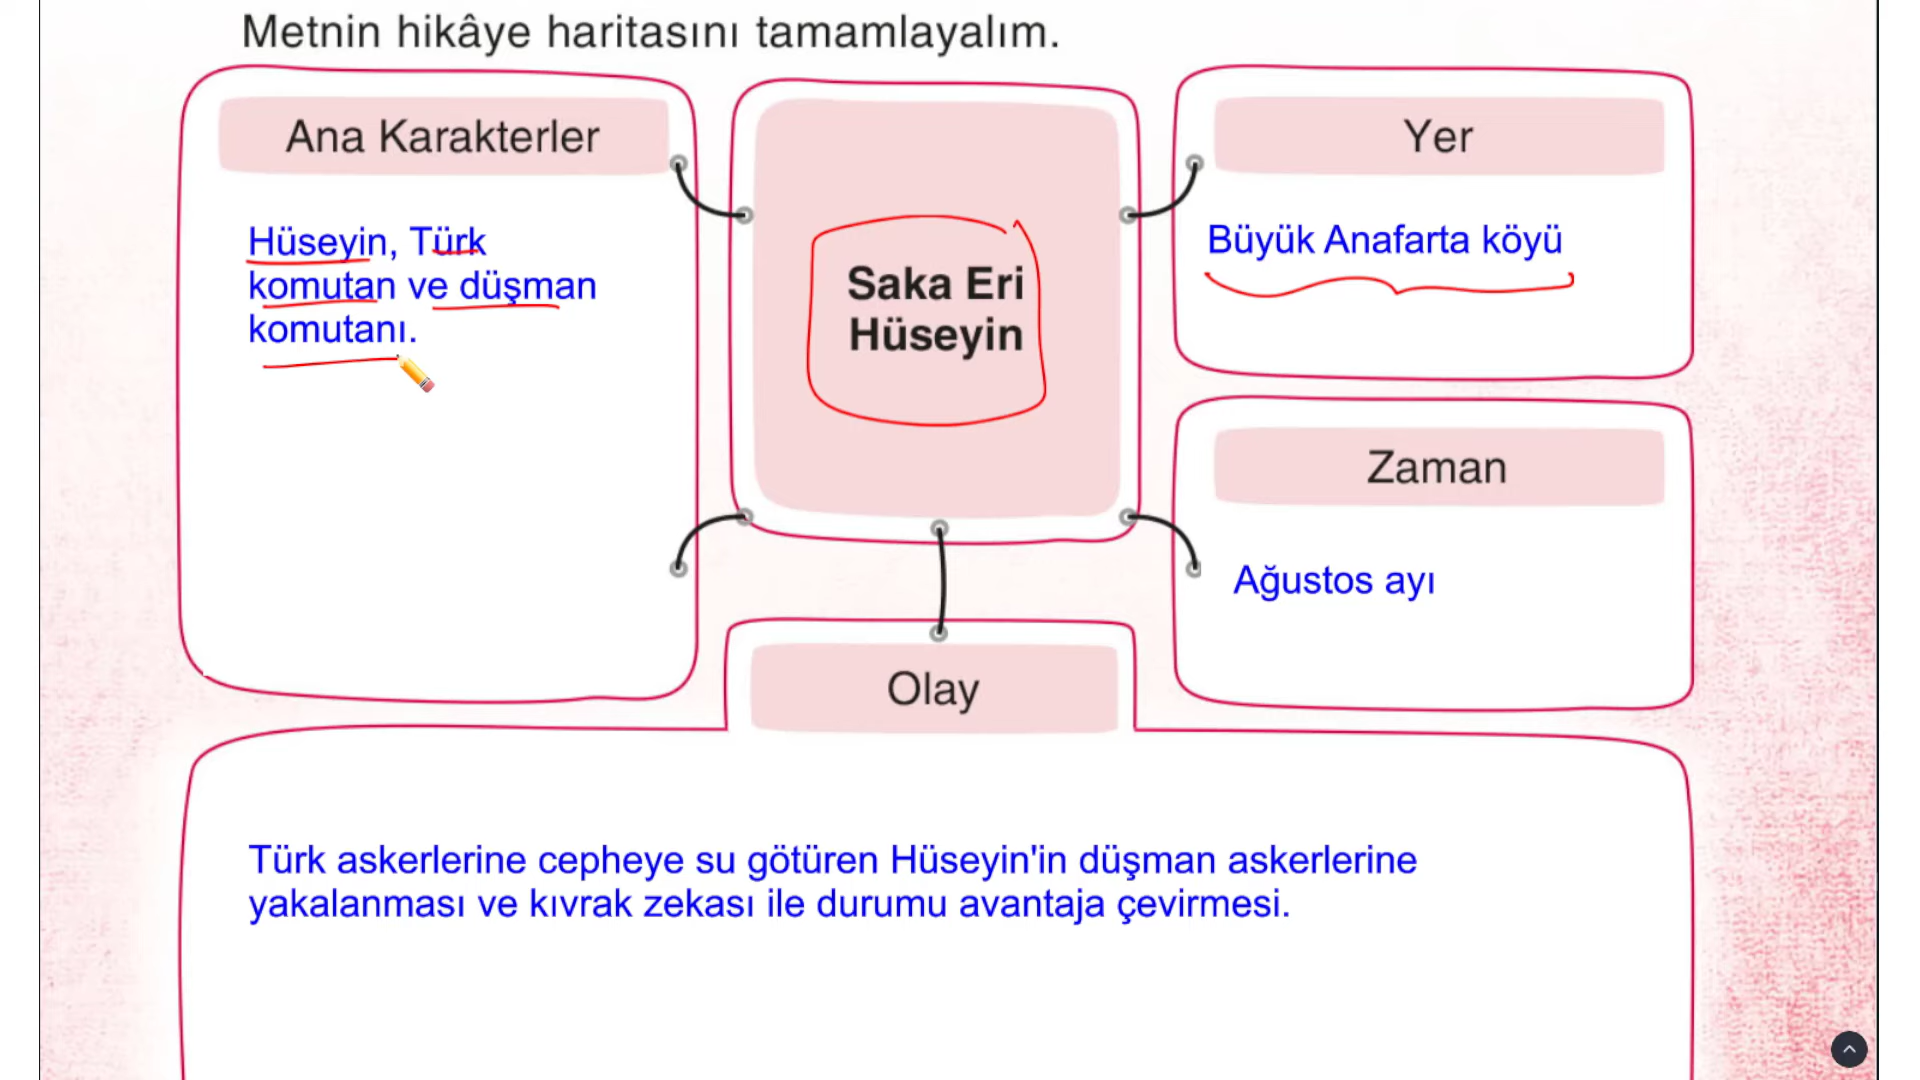 Metnin hikâye haritasını tamamlayalım.
Ana Karakterler
Hüseyin, Türk
komutan ve düşman
komutanı.
Saka Eri
Hüseyin
Yer
Büyük Anafarta köyü
Zaman
Ağustos ayı
Olay
Türk askerlerine cepheye su götüren Hüseyin'in düşman askerlerine
yakalanması ve kıvrak zekası ile durumu avantaja çevirmesi.